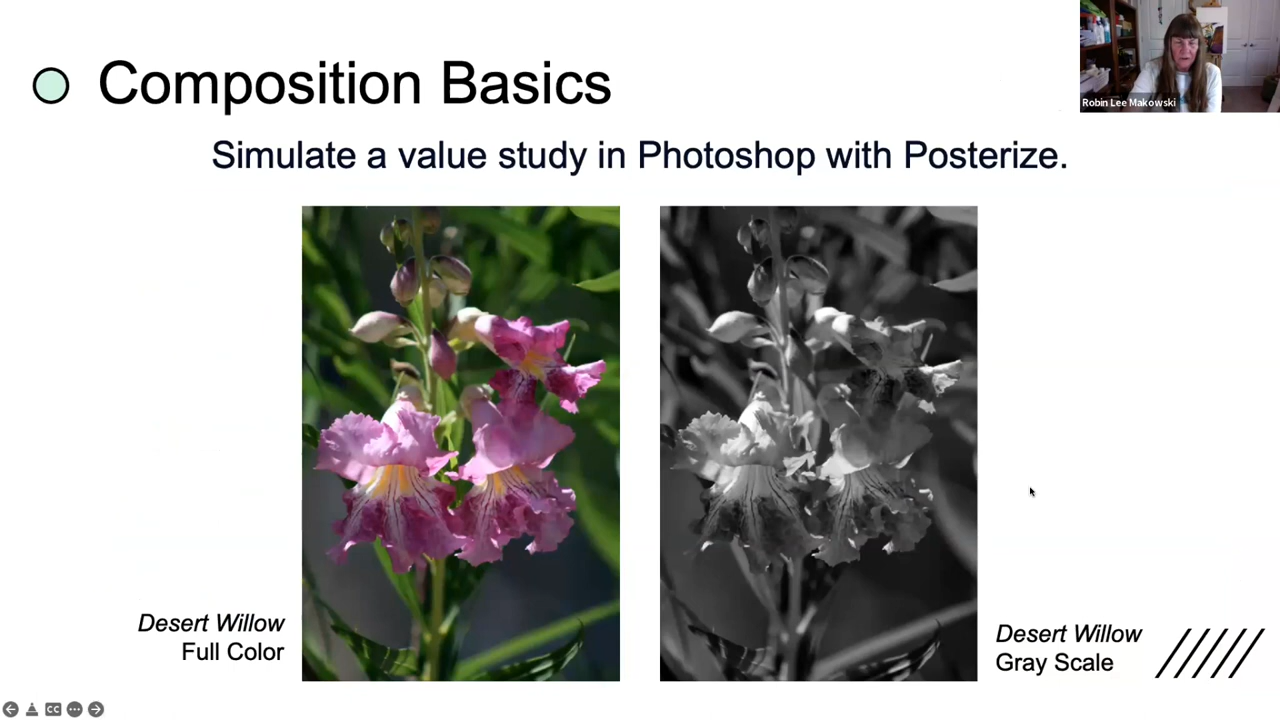 Composition Basics
Robin Lee Makowski
Simulate a value study in Photoshop with Posterize.
Desert Willow
Full Color
Desert Willow
Gray Scale
CC